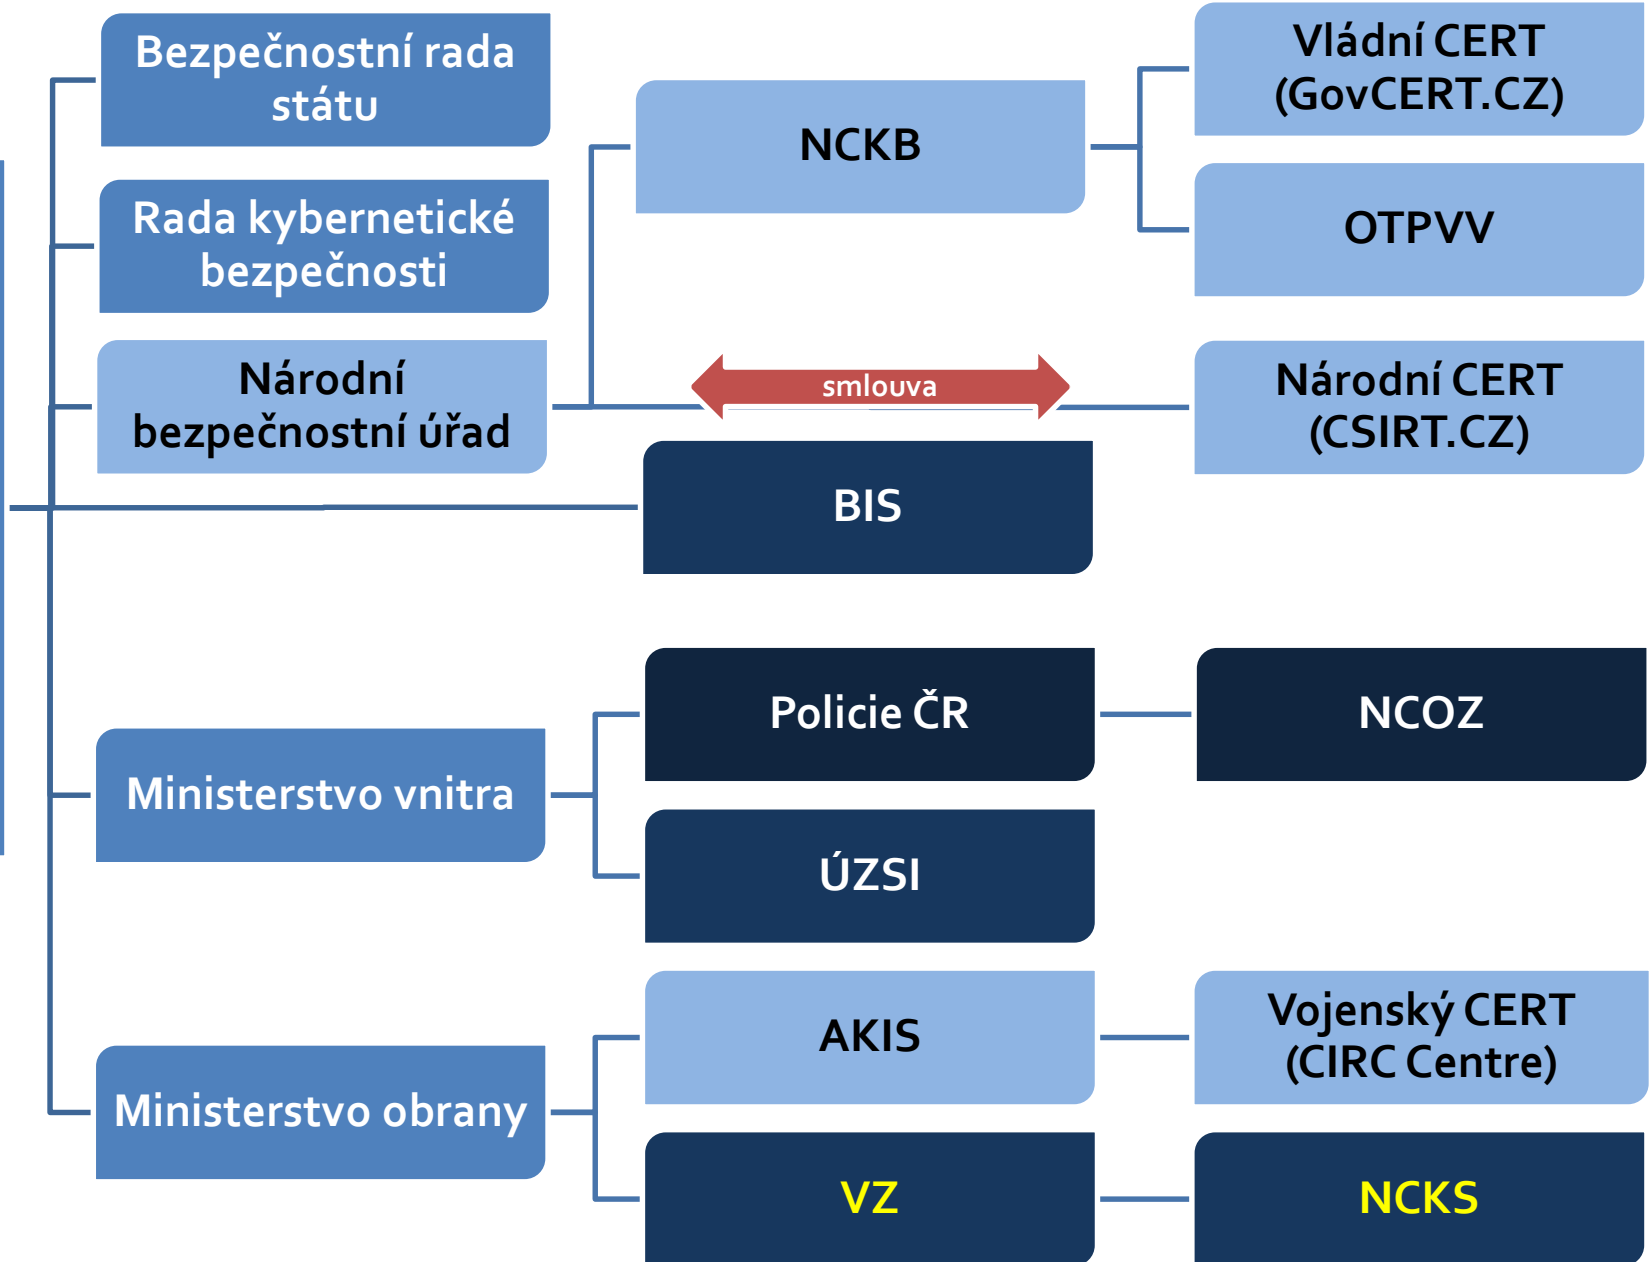 Bezpečnostní rada
státu
Rada kybernetické
bezpečnosti
Národní
bezpečnostní úřad
Ministerstvo vnitra
Ministerstvo obrany
NCKB
smlouva
BIS
Policie ČR
ÚZSI
AKIS
VZ
Vládní CERT
(GovCERT.CZ)
OTPVV
Národní CERT
(CSIRT.CZ)
NCOZ
Vojenský CERT
(CIRC Centre)
NCKS